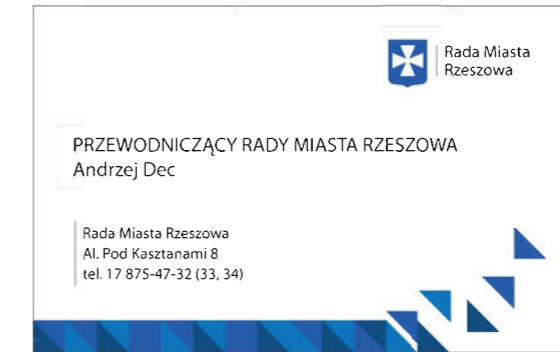 Rada Miasta
Rzeszowa
PRZEWODNICZĄCY RADY MIASTA RZESZOWA
Andrzej Dec
Rada Miasta Rzeszowa
Al. Pod Kasztanami 8
tel. 17 875-47-32 (33, 34)